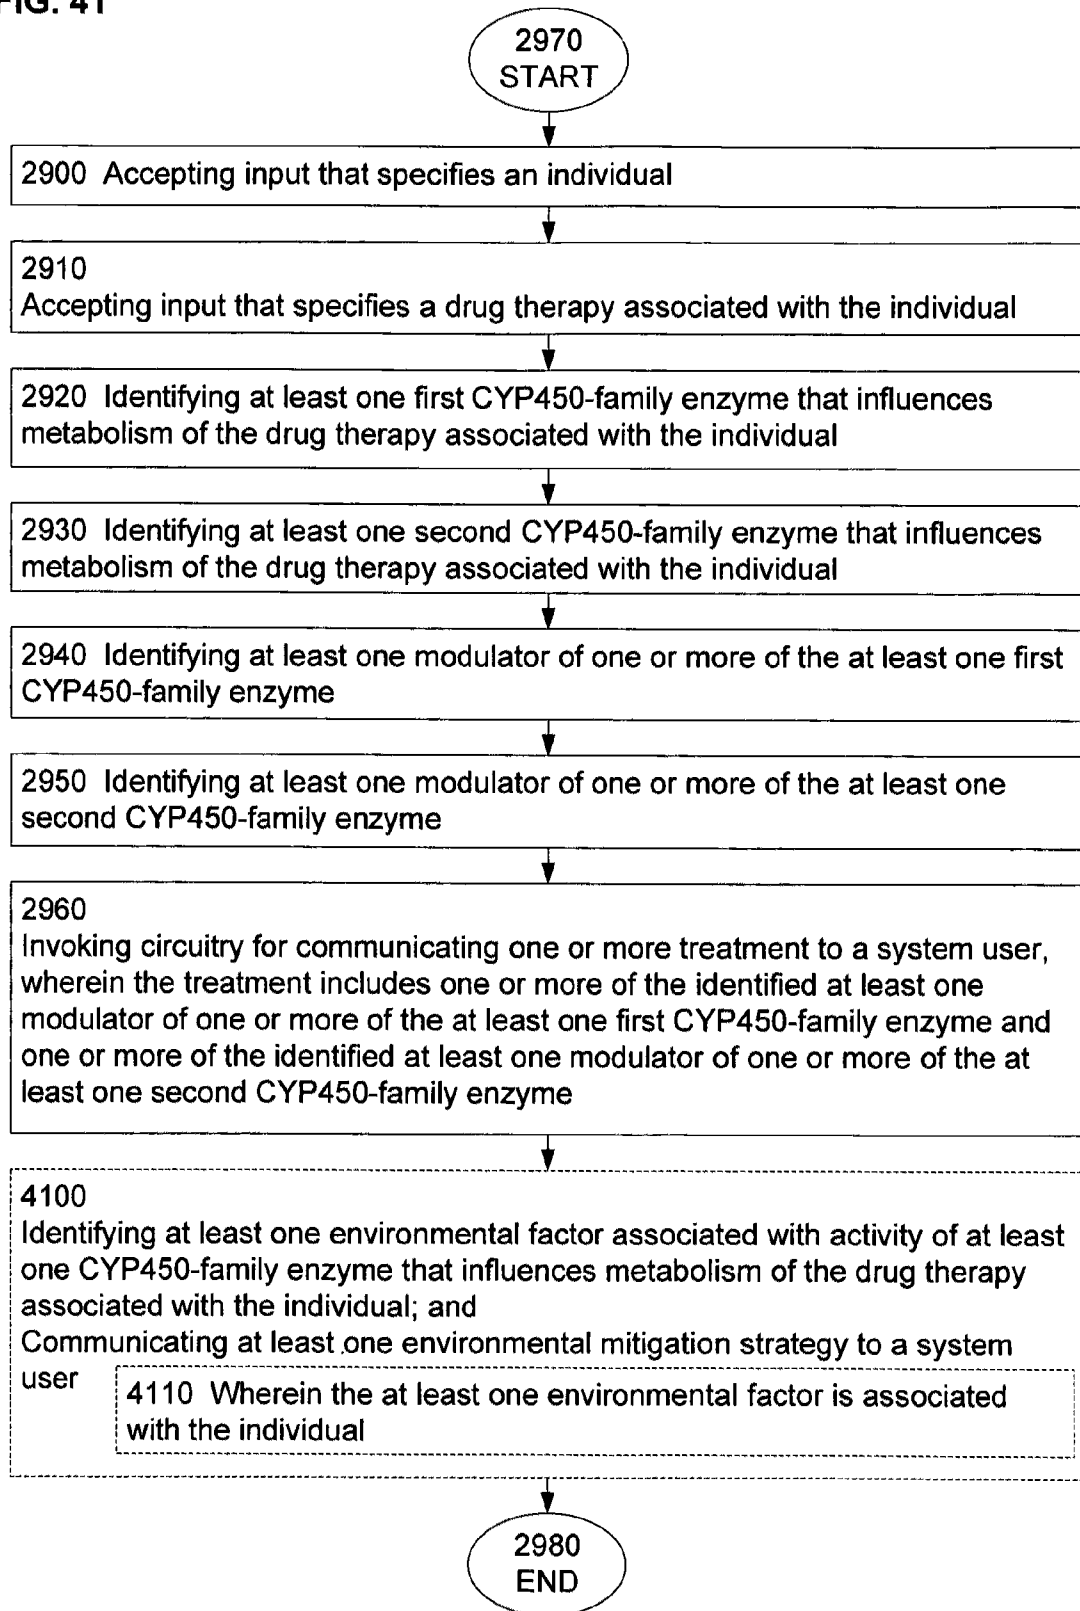 FIG. 41
2970
START
2900 Accepting input that specifies an individual
2910
Accepting input that specifies a drug therapy associated with the individual
2920 Identifying at least one first CYP450-family enzyme that influences
metabolism of the drug therapy associated with the individual
2930 Identifying at least one second CYP450-family enzyme that influences
metabolism of the drug therapy associated with the individual
2940 Identifying at least one modulator of one or more of the at least one first
CYP450-family enzyme
2950 Identifying at least one modulator of one or more of the at least one
second CYP450-family enzyme
2960
Invoking circuitry for communicating one or more treatment to a system user,
wherein the treatment includes one or more of the identified at least one
modulator of one or more of the at least one first CYP450-family enzyme and
one or more of the identified at least one modulator of one or more of the at
least one second CYP450-family enzyme
4100
Identifying at least one environmental factor associated with activity of at least
one CYP450-family enzyme that influences metabolism of the drug therapy
associated with the individual; and
Communicating at least one environmental mitigation strategy to a system
user
4110 Wherein the at least one environmental factor is associated
with the individual
2980
END